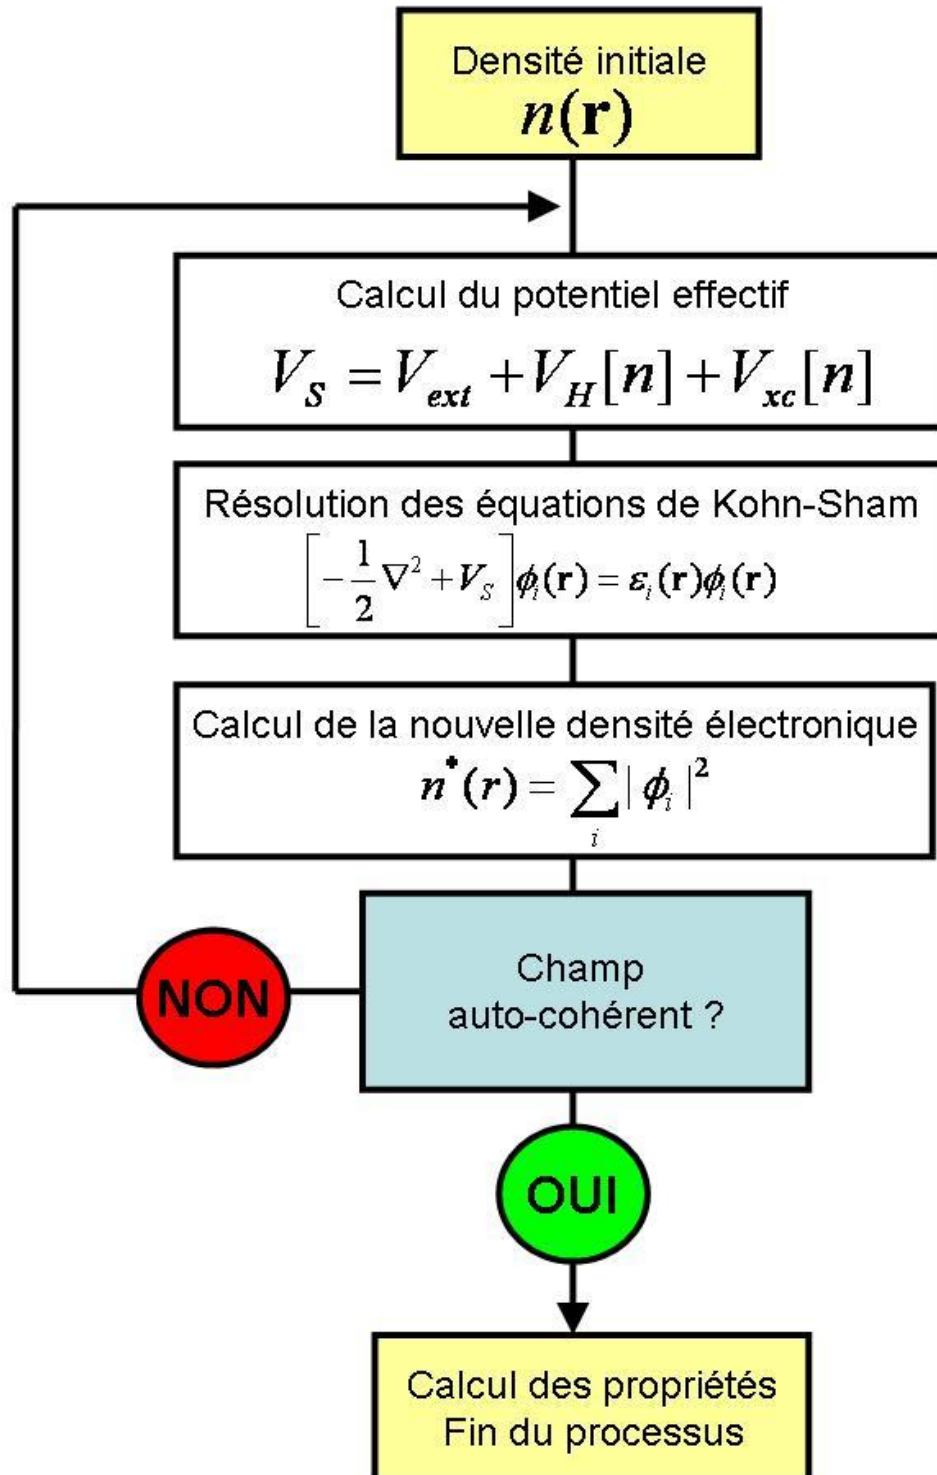 Densité initiale
n(r)
Calcul du potentiel effectif
V_S = V_ext + V_H[n] + V_xc[n]
Résolution des équations de Kohn-Sham
[-1/2 ∇² + V_S]ϕ_i(r) = ε_i(r)ϕ_i(r)
Calcul de la nouvelle densité électronique
n*(r) = ∑_i | ϕ_i |²
Champ
auto-cohérent ?
NON
OUI
Calcul des propriétés
Fin du processus